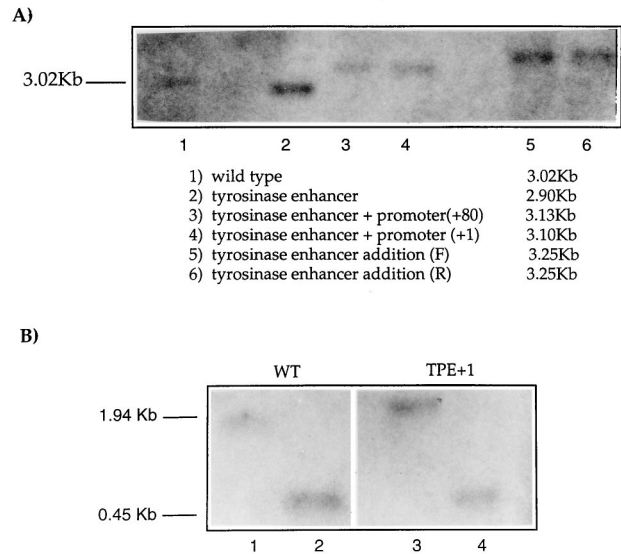 A)
3.02Kb
1 2 3 4 5 6
1) wild type 3.02Kb
2) tyrosinase enhancer 2.90Kb
3) tyrosinase enhancer + promoter(+80) 3.13Kb
4) tyrosinase enhancer + promoter (+1) 3.10Kb
5) tyrosinase enhancer addition (F) 3.25Kb
6) tyrosinase enhancer addition (R) 3.25Kb
B)
WT TPE+1
1.94 Kb
0.45 Kb
1 2 3 4